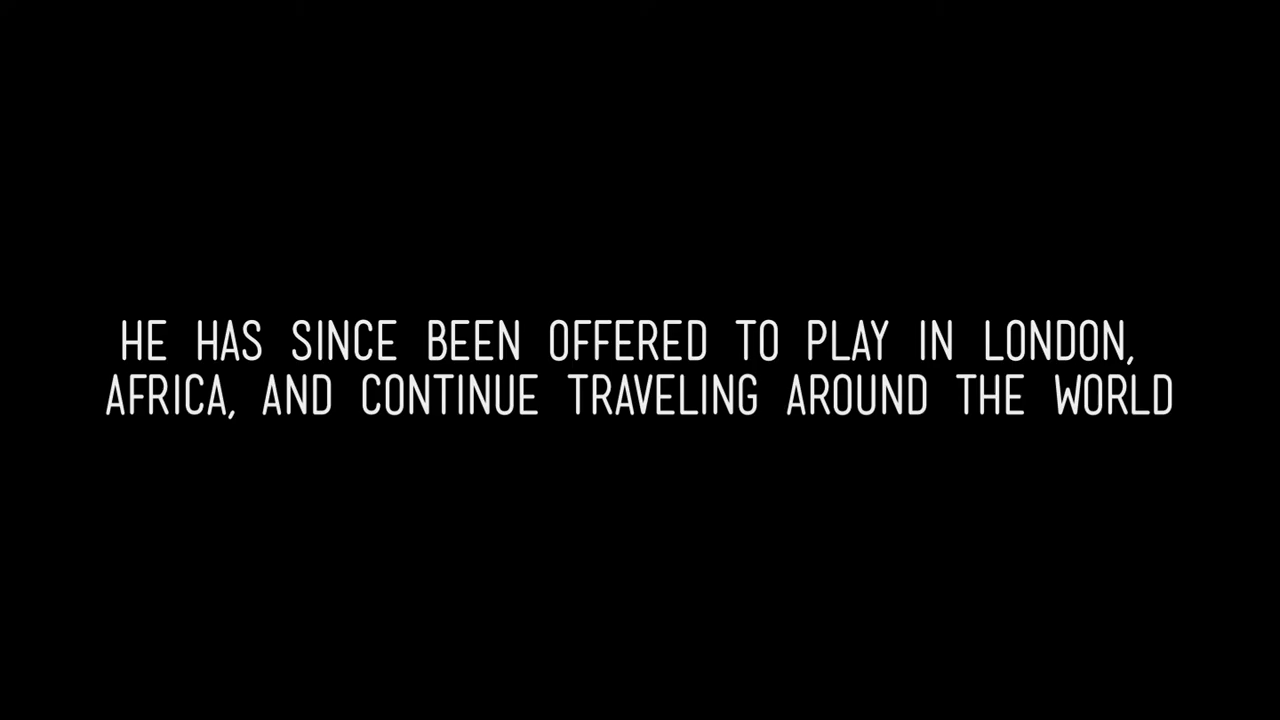 HE HAS SINCE BEEN OFFERED TO PLAY IN LONDON,
AFRICA, AND CONTINUE TRAVELING AROUND THE WORLD